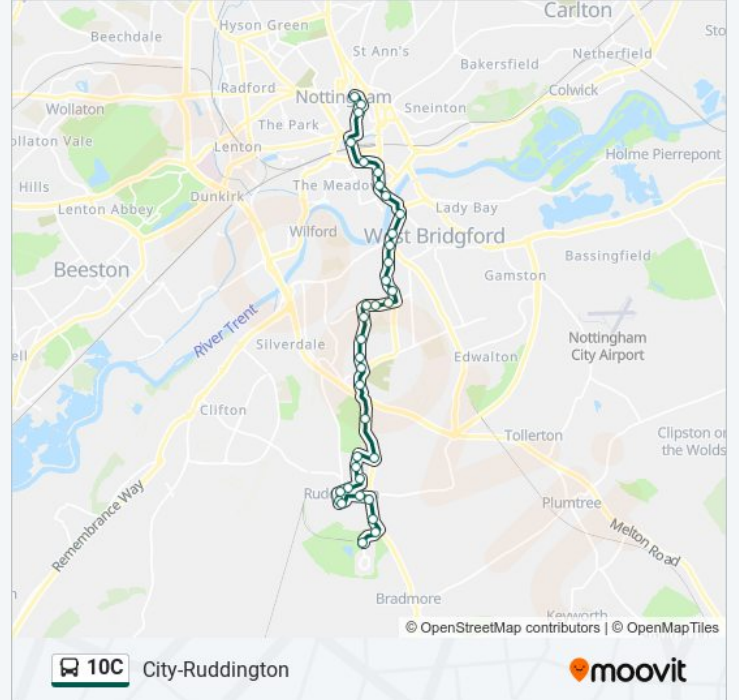 Carlton
Hyson Green
Beechdale
St Ann's
Netherfield
Bakersfield
Radford
Nottingham
Colwick
Wollaton
Sneinton
The Park
ollaton Vale
Lenton
Holme Pierrepont
Hills
Dunkirk
The Meado
Lenton Abbey
Lady Bay
Wilford
West Bridgford
Bassingfield
Beeston
Gamston
River Trent
Nottingham
City Airport
Silverdale
Edwalton
Clifton
Tollerton
Clipston on
the Wolds
Rudd
Plumtree
Remembrance Way
Melton Road
Bradmore
Keyworth
© OpenStreetMap contributors | © OpenMapTiles
10C City-Ruddington
moovit